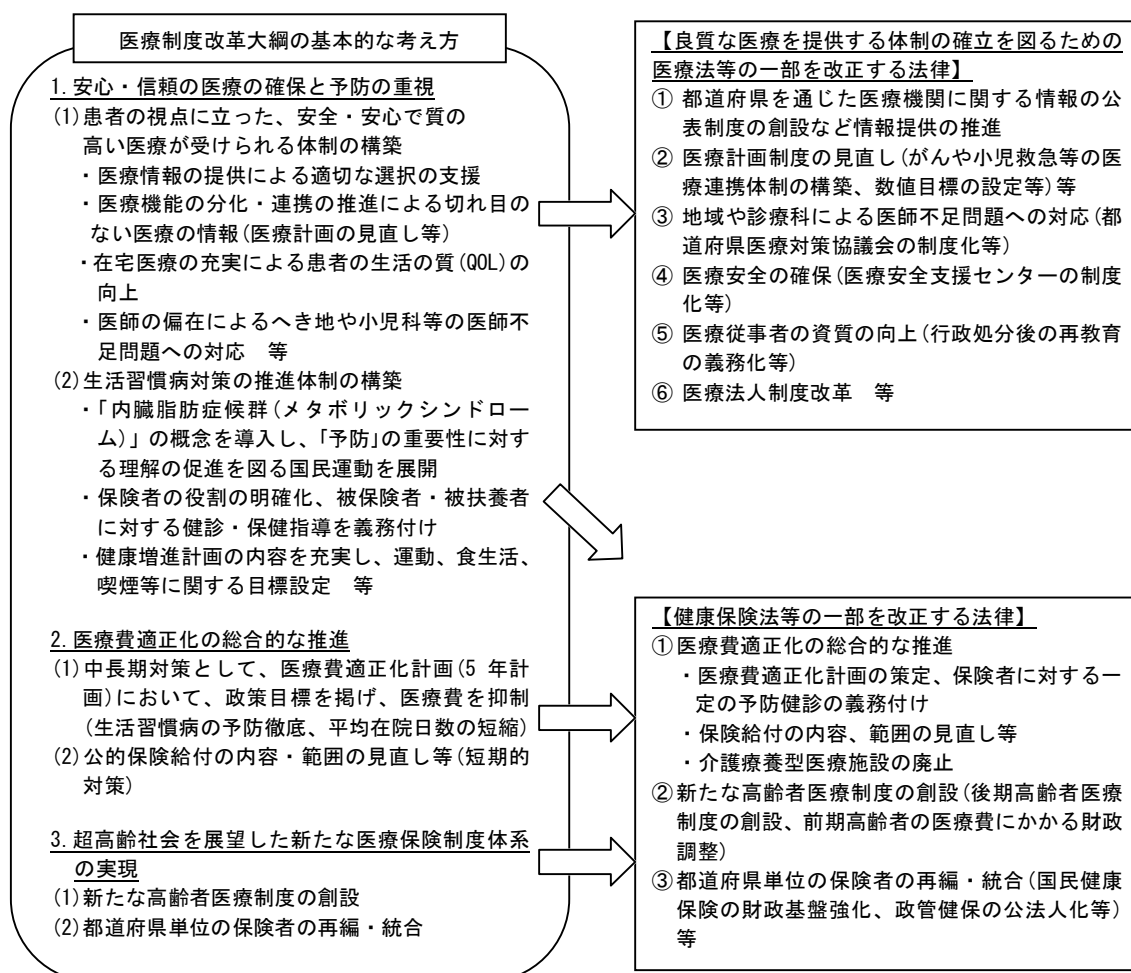 医療制度改革大綱の基本的な考え方
1. 安心・信頼の医療の確保と予防の重視
(1) 患者の視点に立った、安全・安心で質の
高い医療が受けられる体制の構築
・医療情報の提供による適切な選択の支援
・医療機能の分化・連携の推進による切れ目の
ない医療の情報(医療計画の見直し等)
・在宅医療の充実による患者の生活の質(QOL)の
向上
・医師の偏在によるへき地や小児科等の医師不
足問題への対応 等
(2) 生活習慣病対策の推進体制の構築
・「内臓脂肪症候群(メタボリックシンドロー
ム)」の概念を導入し、「予防」の重要性に対す
る理解の促進を図る国民運動を展開
・保険者の役割の明確化、被保険者・被扶養者
に対する健診・保健指導を義務付け
・健康増進計画の内容を充実し、運動、食生活、
喫煙等に関する目標設定 等
2. 医療費適正化の総合的な推進
(1) 中長期対策として、医療費適正化計画(5 年計
画)において、政策目標を掲げ、医療費を抑制
(生活習慣病の予防徹底、平均在院日数の短縮)
(2) 公的保険給付の内容・範囲の見直し等(短期的
対策)
3. 超高齢社会を展望した新たな医療保険制度体系
の実現
(1) 新たな高齢者医療制度の創設
(2) 都道府県単位の保険者の再編・統合
【良質な医療を提供する体制の確立を図るための
医療法等の一部を改正する法律】
① 都道府県を通じた医療機関に関する情報の公
表制度の創設など情報提供の推進
② 医療計画制度の見直し(がんや小児救急等の医
療連携体制の構築、数値目標の設定等)等
③ 地域や診療科による医師不足問題への対応(都
道府県医療対策協議会の制度化等)
④ 医療安全の確保(医療安全支援センターの制度
化等)
⑤ 医療従事者の資質の向上(行政処分後の再教育
の義務化等)
⑥ 医療法人制度改革 等
【健康保険法等の一部を改正する法律】
①医療費適正化の総合的な推進
・医療費適正化計画の策定、保険者に対する一
定の予防健診の義務付け
・保険給付の内容、範囲の見直し等
・介護療養型医療施設の廃止
②新たな高齢者医療制度の創設(後期高齢者医療
制度の創設、前期高齢者の医療費にかかる財政
調整)
③都道府県単位の保険者の再編・統合(国民健康
保険の財政基盤強化、政管健保の公法人化等)
等